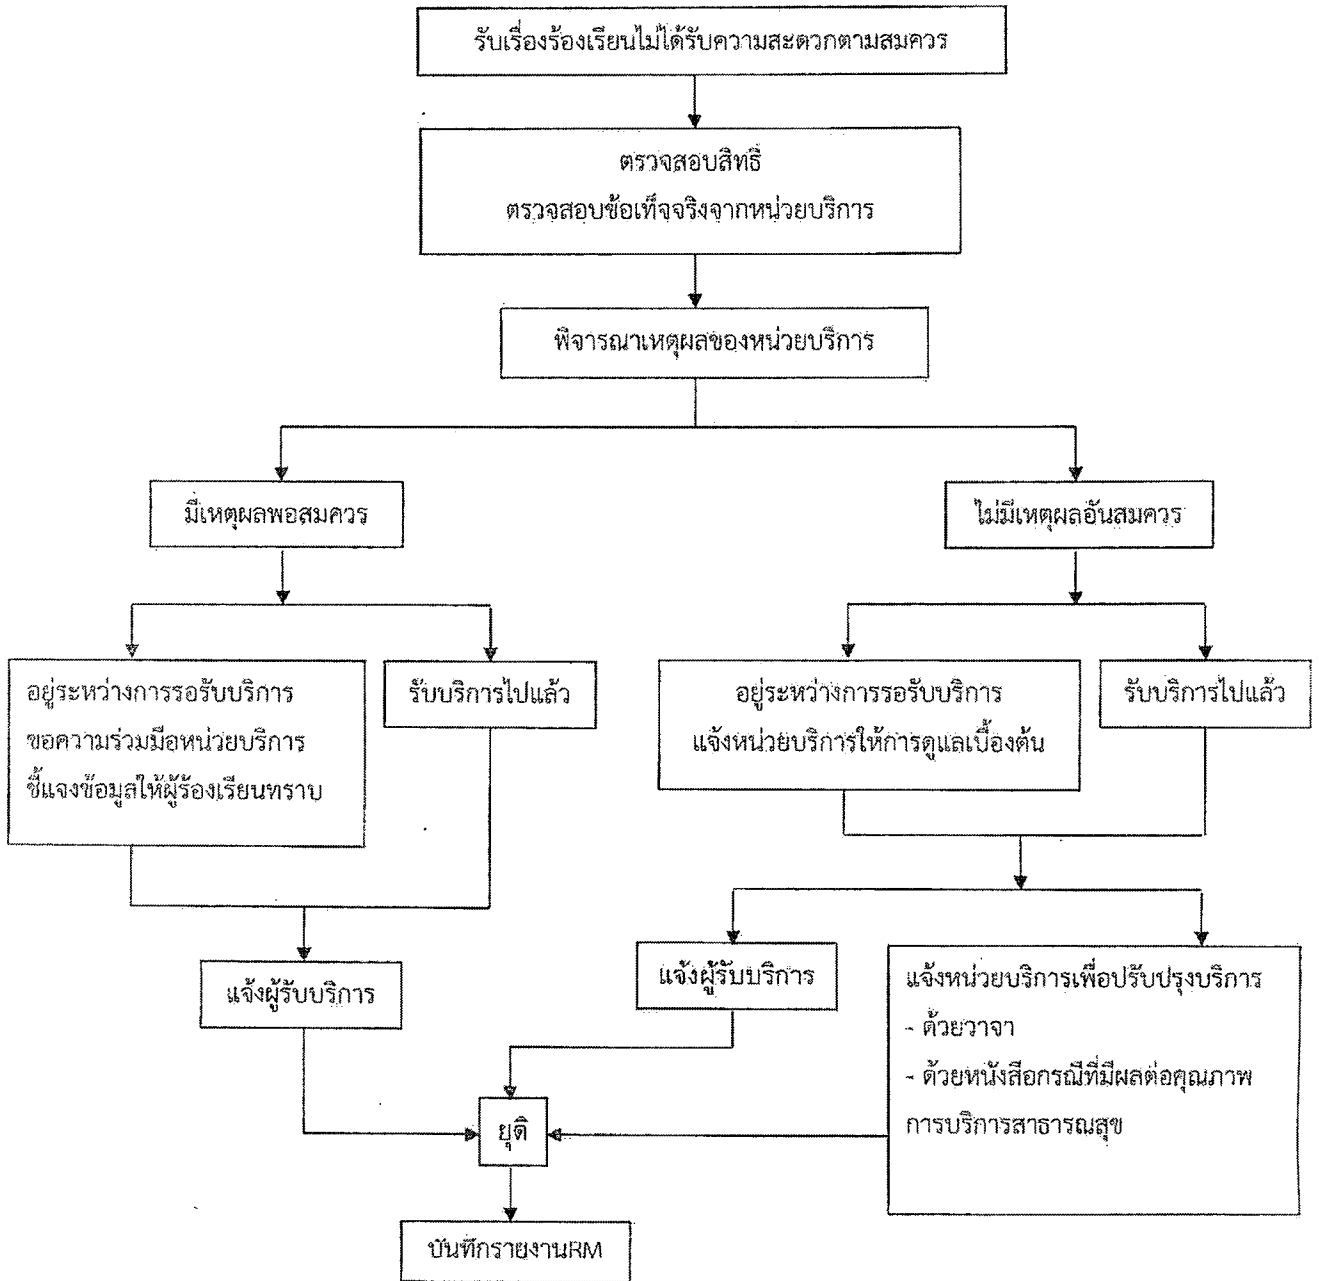 รับเรื่องร้องเรียนไม่ได้รับความสะดวกตามสมควร
ตรวจสอบสิทธิ์
ตรวจสอบข้อเท็จจริงจากหน่วยบริการ
พิจารณาเหตุผลของหน่วยบริการ
มีเหตุผลพอสมควร
ไม่มีเหตุผลอันสมควร
อยู่ระหว่างการรอรับบริการ
ขอความร่วมมือหน่วยบริการ
ชี้แจงข้อมูลให้ผู้ร้องเรียนทราบ
รับบริการไปแล้ว
อยู่ระหว่างการรอรับบริการ
แจ้งหน่วยบริการให้การดูแลเบื้องต้น
รับบริการไปแล้ว
แจ้งผู้รับบริการ
แจ้งผู้รับบริการ
แจ้งหน่วยบริการเพื่อปรับปรุงบริการ
- ด้วยวาจา
- ด้วยหนังสือกรณีที่มีผลต่อคุณภาพ
การบริการสาธารณสุข
ยุติ
บันทึกรายงานRM